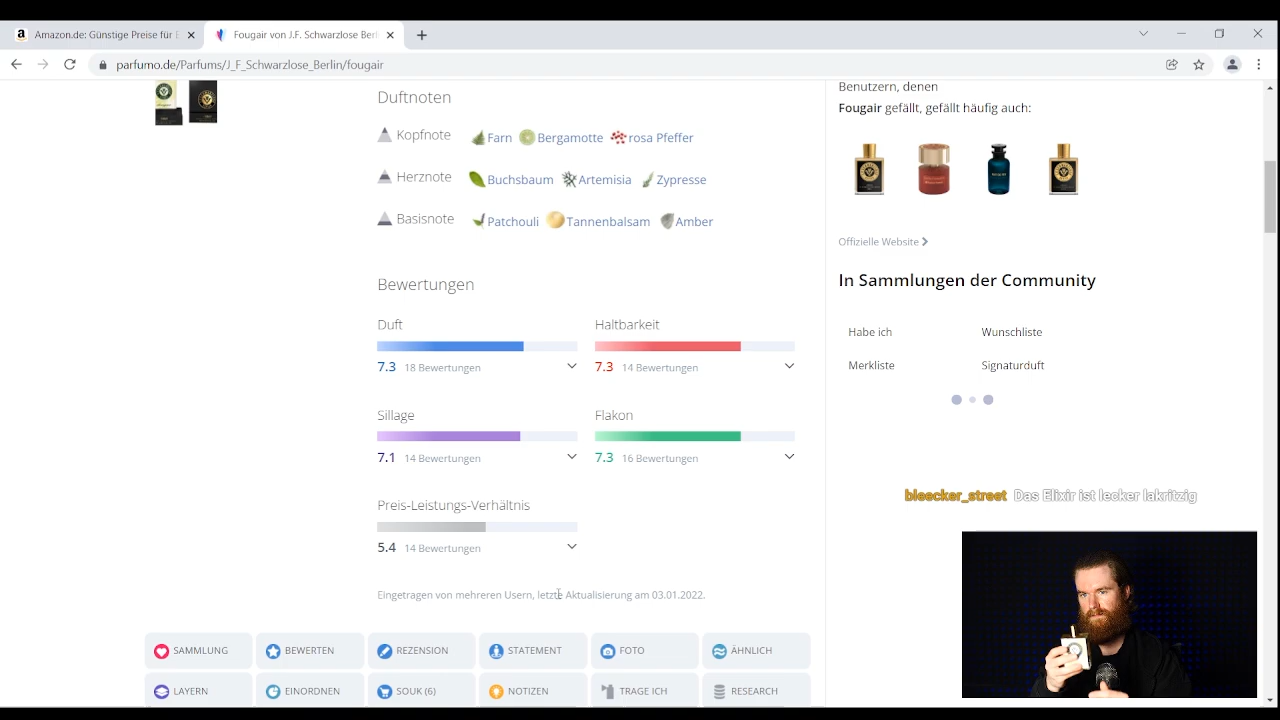 Amazon.de: Günstige Preise für E
Fougair von J.F. Schwarzlose Berli
parfumo.de/Parfums/J_F_Schwarzlose_Berlin/fougair
Duftnoten
Kopfnote Farn Bergamotte rosa Pfeffer
Herznote Buchsbaum Artemisia Zypresse
Basisnote Patchouli Tannenbalsam Amber
Bewertungen
Duft Haltbarkeit
7.3 18 Bewertungen 7.3 14 Bewertungen
Sillage Flakon
7.1 14 Bewertungen 7.3 16 Bewertungen
Preis-Leistungs-Verhältnis
5.4 14 Bewertungen
Eingetragen von mehreren Usern, letzte Aktualisierung am 03.01.2022.
SAMMLUNG BEWERTEN REZENSION STATEMENT FOTO ÄHNLICH
LAYERN EINORDNEN SOUK (6) NOTIZEN TRAGE ICH RESEARCH
Benutzern, denen
Fougair gefällt, gefällt häufig auch:
Offizielle Website
In Sammlungen der Community
Habe ich Wunschliste
Merkliste Signaturduft
bleecker_street Das Elixir ist lecker lakritzig